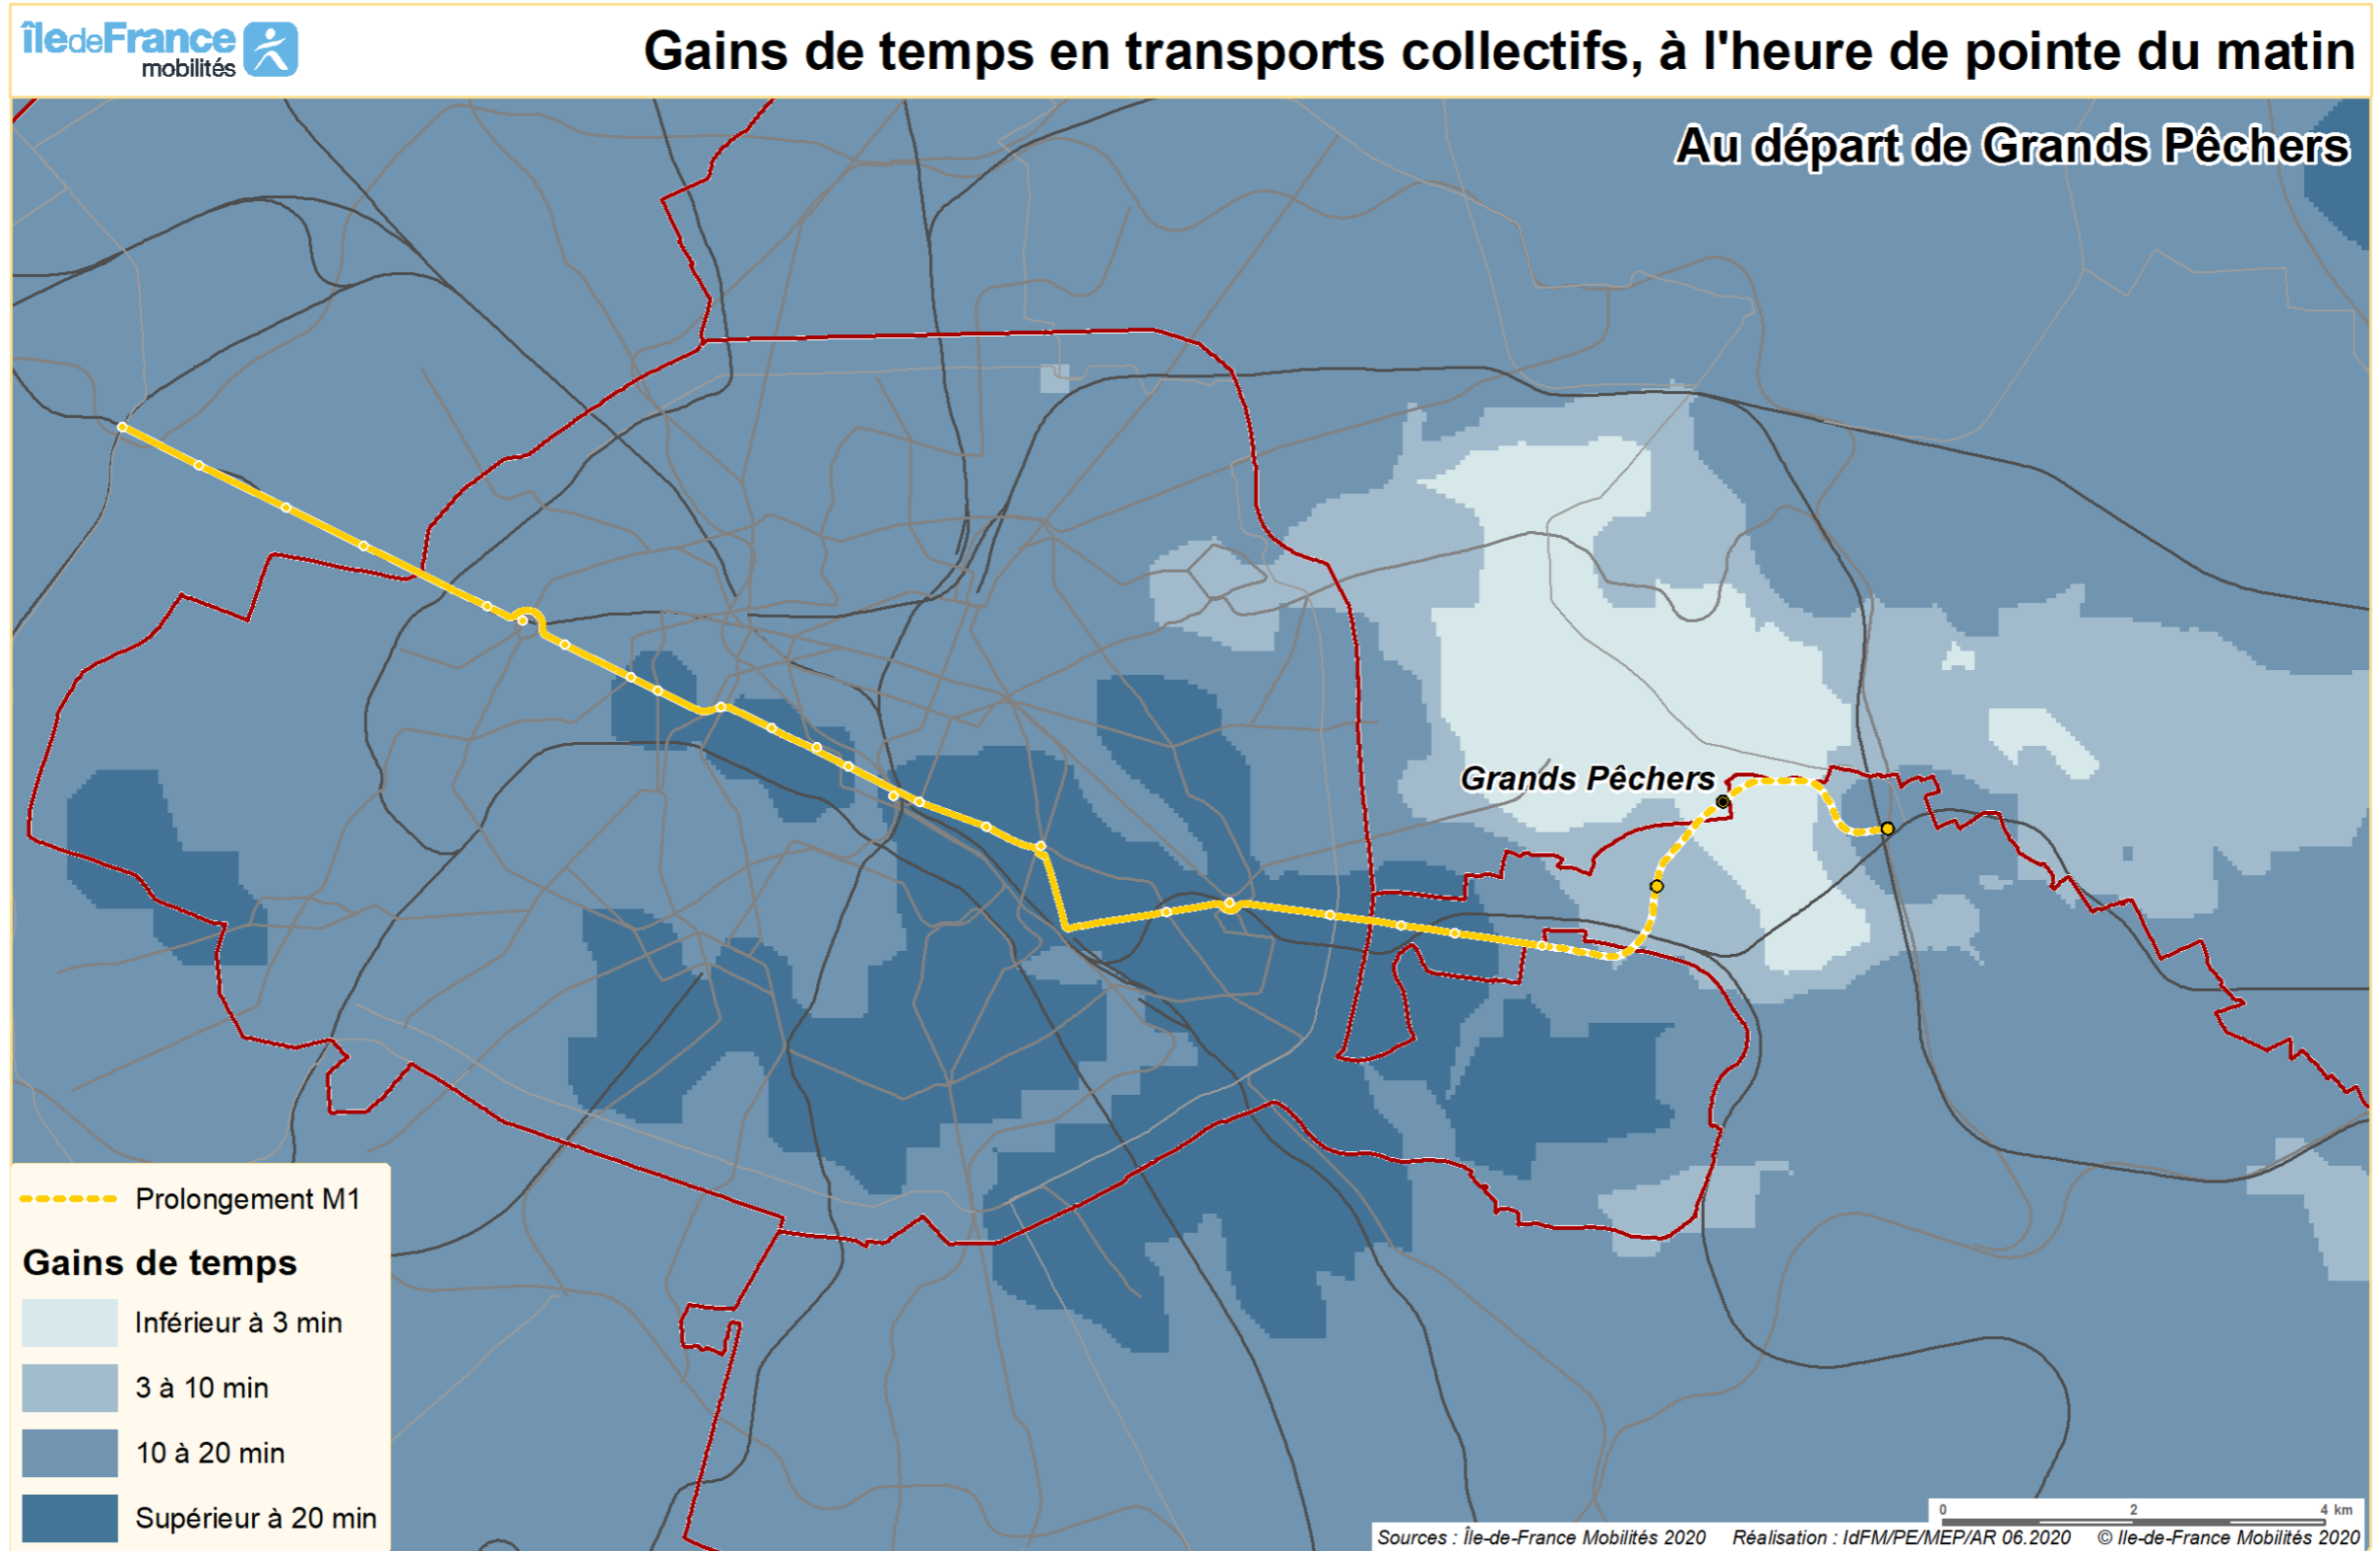 îledeFrance
mobilités
Gains de temps en transports collectifs, à l'heure de pointe du matin
Au départ de Grands Pêchers
Grands Pêchers
Prolongement M1
Gains de temps
Inférieur à 3 min
3 à 10 min
10 à 20 min
Supérieur à 20 min
0 2 4 km
Sources : Île-de-France Mobilités 2020 Réalisation : IdFM/PE/MEP/AR 06.2020 © Ile-de-France Mobilités 2020